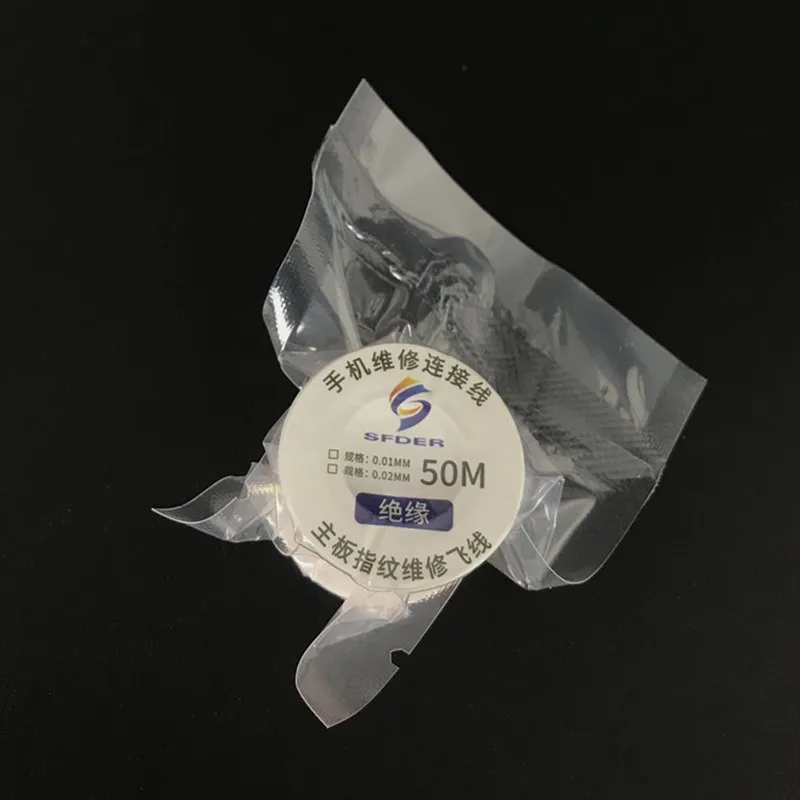 手机维修连接线
SFDER
□ 规格：0.01MM
□ 规格：0.02MM
50M
绝缘
主板指纹维修飞线